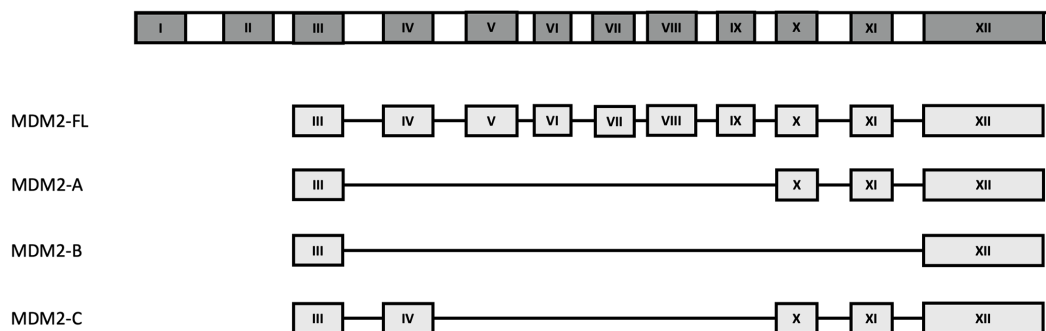 I II III IV V VI VII VIII IX X XI XII
MDM2-FL III IV V VI VII VIII IX X XI XII
MDM2-A III X XI XII
MDM2-B III XII
MDM2-C III IV X XI XII